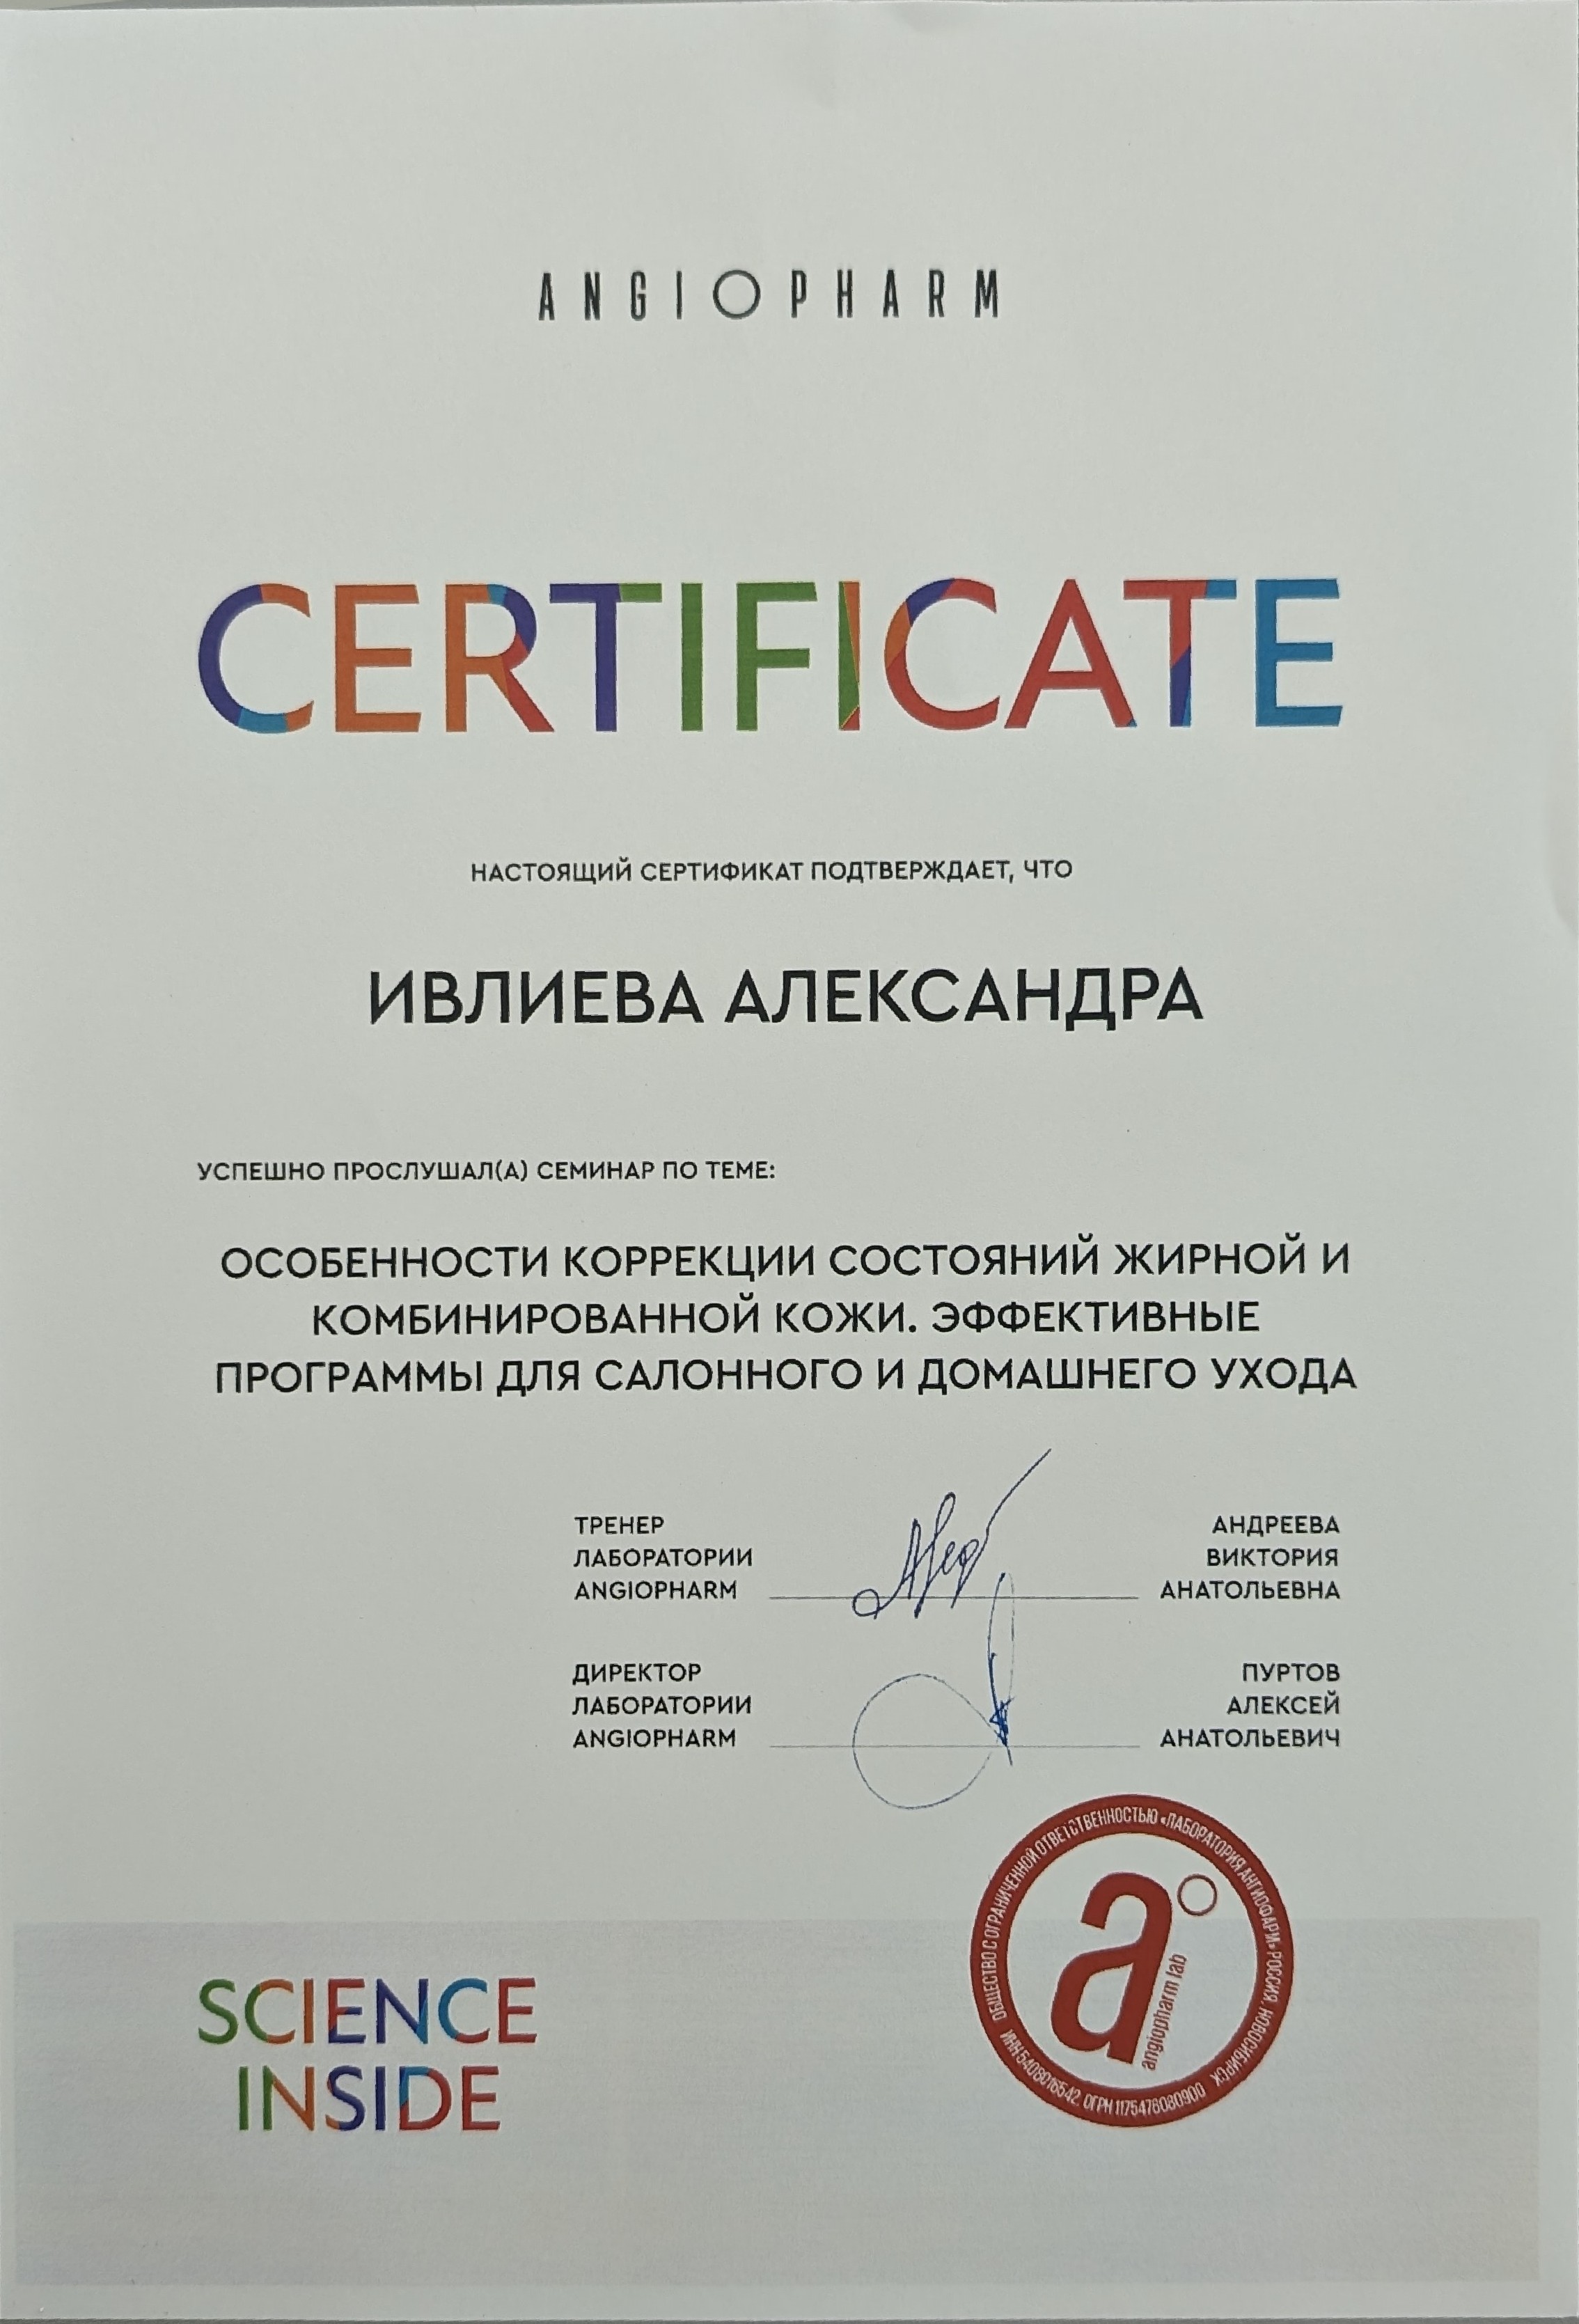 ANGIOPHARM
CERTIFICATE
НАСТОЯЩИЙ СЕРТИФИКАТ ПОДТВЕРЖДАЕТ, ЧТО
ИВЛИЕВА АЛЕКСАНДРА
УСПЕШНО ПРОСЛУШАЛ(А) СЕМИНАР ПО ТЕМЕ:
ОСОБЕННОСТИ КОРРЕКЦИИ СОСТОЯНИЙ ЖИРНОЙ И
КОМБИНИРОВАННОЙ КОЖИ. ЭФФЕКТИВНЫЕ
ПРОГРАММЫ ДЛЯ САЛОННОГО И ДОМАШНЕГО УХОДА
ТРЕНЕР
ЛАБОРАТОРИИ
ANGIOPHARM
АНДРЕЕВА
ВИКТОРИЯ
АНАТОЛЬЕВНА
ДИРЕКТОР
ЛАБОРАТОРИИ
ANGIOPHARM
ПУРТОВ
АЛЕКСЕЙ
АНАТОЛЬЕВИЧ
ОБЩЕСТВО С ОГРАНИЧЕННОЙ ОТВЕТСТВЕННОСТЬЮ «ЛАБОРАТОРИЯ АНГИОФАРМ» РОССИЯ, НОВОСИБИРСК
ИНН 5408016542, ОГРН 1175476080900
a
angiopharm lab
SCIENCE
INSIDE